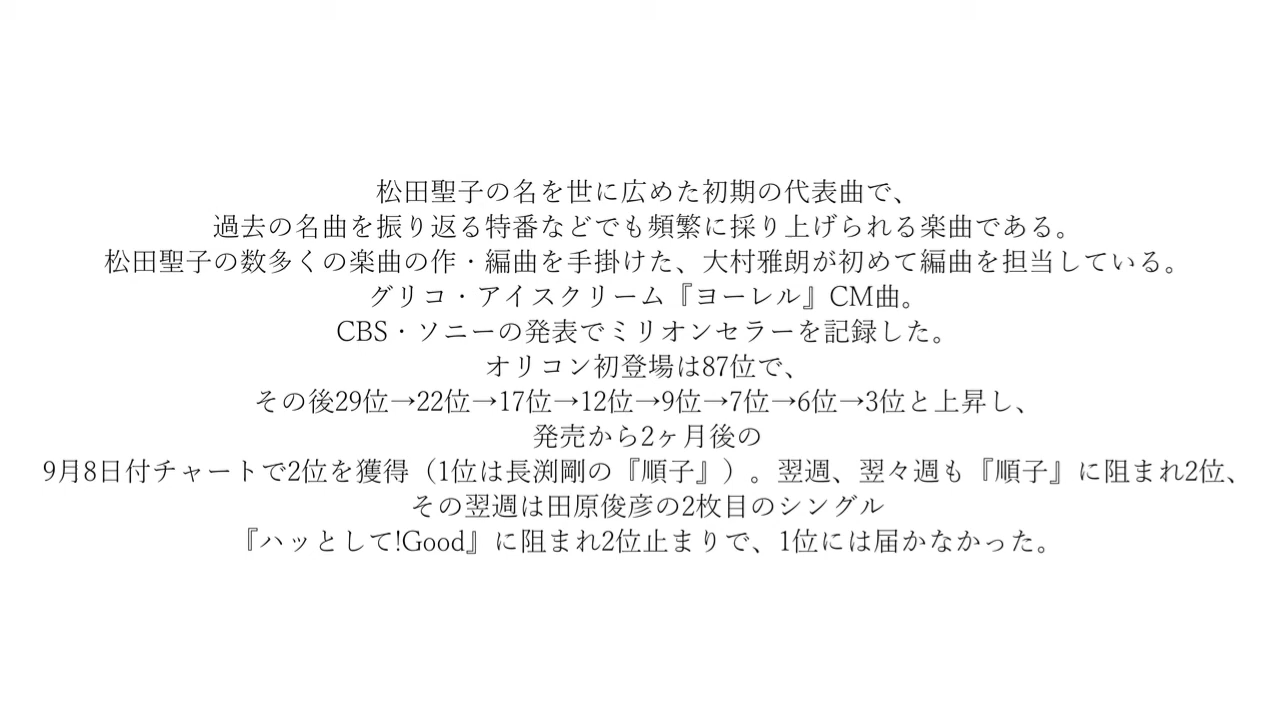 松田聖子の名を世に広めた初期の代表曲で、
過去の名曲を振り返る特番などでも頻繁に採り上げられる楽曲である。
松田聖子の数多くの楽曲の作・編曲を手掛けた、大村雅朗が初めて編曲を担当している。
グリコ・アイスクリーム『ヨーレル』CM曲。
CBS・ソニーの発表でミリオンセラーを記録した。
オリコン初登場は87位で、
その後29位→22位→17位→12位→9位→7位→6位→3位と上昇し、
発売から2ヶ月後の
9月8日付チャートで2位を獲得（1位は長渕剛の『順子』）。翌週、翌々週も『順子』に阻まれ2位、
その翌週は田原俊彦の2枚目のシングル
『ハッとして!Good』に阻まれ2位止まりで、1位には届かなかった。